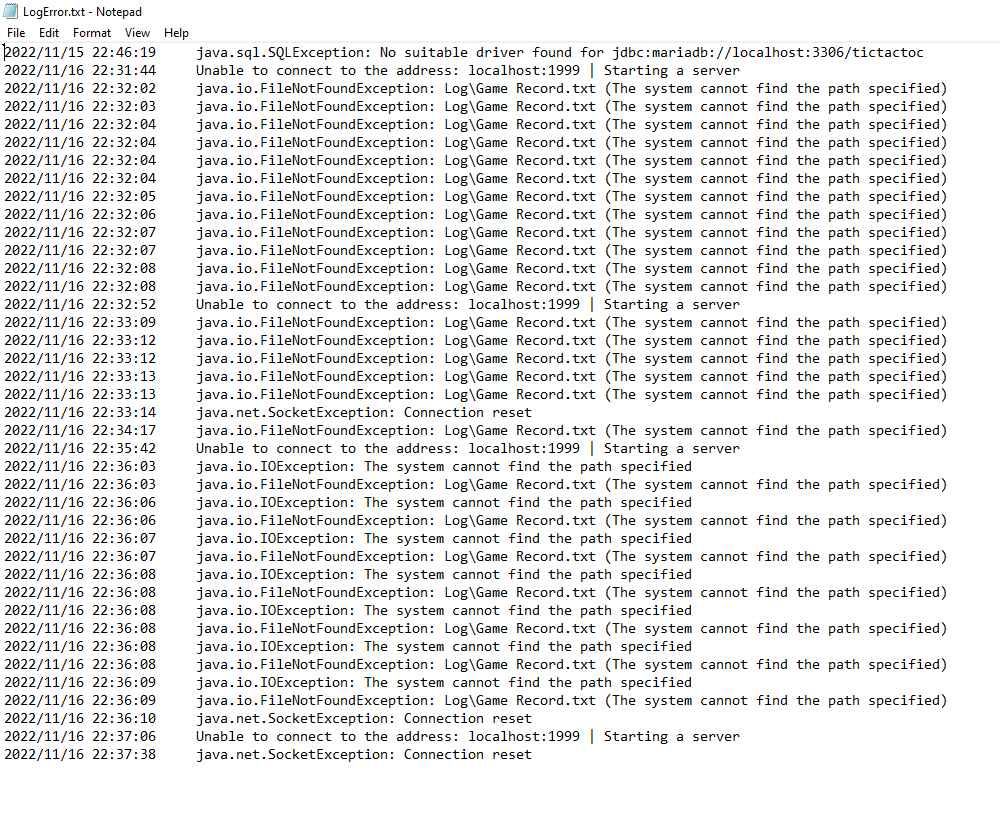 LogError.txt - Notepad
File Edit Format View Help
2022/11/15 22:46:19 java.sql.SQLException: No suitable driver found for jdbc:mariadb://localhost:3306/tictactoc
2022/11/16 22:31:44 Unable to connect to the address: localhost:1999 | Starting a server
2022/11/16 22:32:02 java.io.FileNotFoundException: Log\Game Record.txt (The system cannot find the path specified)
2022/11/16 22:32:03 java.io.FileNotFoundException: Log\Game Record.txt (The system cannot find the path specified)
2022/11/16 22:32:04 java.io.FileNotFoundException: Log\Game Record.txt (The system cannot find the path specified)
2022/11/16 22:32:04 java.io.FileNotFoundException: Log\Game Record.txt (The system cannot find the path specified)
2022/11/16 22:32:04 java.io.FileNotFoundException: Log\Game Record.txt (The system cannot find the path specified)
2022/11/16 22:32:04 java.io.FileNotFoundException: Log\Game Record.txt (The system cannot find the path specified)
2022/11/16 22:32:05 java.io.FileNotFoundException: Log\Game Record.txt (The system cannot find the path specified)
2022/11/16 22:32:06 java.io.FileNotFoundException: Log\Game Record.txt (The system cannot find the path specified)
2022/11/16 22:32:07 java.io.FileNotFoundException: Log\Game Record.txt (The system cannot find the path specified)
2022/11/16 22:32:07 java.io.FileNotFoundException: Log\Game Record.txt (The system cannot find the path specified)
2022/11/16 22:32:08 java.io.FileNotFoundException: Log\Game Record.txt (The system cannot find the path specified)
2022/11/16 22:32:08 java.io.FileNotFoundException: Log\Game Record.txt (The system cannot find the path specified)
2022/11/16 22:32:52 Unable to connect to the address: localhost:1999 | Starting a server
2022/11/16 22:33:09 java.io.FileNotFoundException: Log\Game Record.txt (The system cannot find the path specified)
2022/11/16 22:33:12 java.io.FileNotFoundException: Log\Game Record.txt (The system cannot find the path specified)
2022/11/16 22:33:12 java.io.FileNotFoundException: Log\Game Record.txt (The system cannot find the path specified)
2022/11/16 22:33:13 java.io.FileNotFoundException: Log\Game Record.txt (The system cannot find the path specified)
2022/11/16 22:33:13 java.io.FileNotFoundException: Log\Game Record.txt (The system cannot find the path specified)
2022/11/16 22:33:14 java.net.SocketException: Connection reset
2022/11/16 22:34:17 java.io.FileNotFoundException: Log\Game Record.txt (The system cannot find the path specified)
2022/11/16 22:35:42 Unable to connect to the address: localhost:1999 | Starting a server
2022/11/16 22:36:03 java.io.IOException: The system cannot find the path specified
2022/11/16 22:36:03 java.io.FileNotFoundException: Log\Game Record.txt (The system cannot find the path specified)
2022/11/16 22:36:06 java.io.IOException: The system cannot find the path specified
2022/11/16 22:36:06 java.io.FileNotFoundException: Log\Game Record.txt (The system cannot find the path specified)
2022/11/16 22:36:07 java.io.IOException: The system cannot find the path specified
2022/11/16 22:36:07 java.io.FileNotFoundException: Log\Game Record.txt (The system cannot find the path specified)
2022/11/16 22:36:08 java.io.IOException: The system cannot find the path specified
2022/11/16 22:36:08 java.io.FileNotFoundException: Log\Game Record.txt (The system cannot find the path specified)
2022/11/16 22:36:08 java.io.IOException: The system cannot find the path specified
2022/11/16 22:36:08 java.io.FileNotFoundException: Log\Game Record.txt (The system cannot find the path specified)
2022/11/16 22:36:08 java.io.IOException: The system cannot find the path specified
2022/11/16 22:36:08 java.io.FileNotFoundException: Log\Game Record.txt (The system cannot find the path specified)
2022/11/16 22:36:09 java.io.IOException: The system cannot find the path specified
2022/11/16 22:36:09 java.io.FileNotFoundException: Log\Game Record.txt (The system cannot find the path specified)
2022/11/16 22:36:10 java.net.SocketException: Connection reset
2022/11/16 22:37:06 Unable to connect to the address: localhost:1999 | Starting a server
2022/11/16 22:37:38 java.net.SocketException: Connection reset